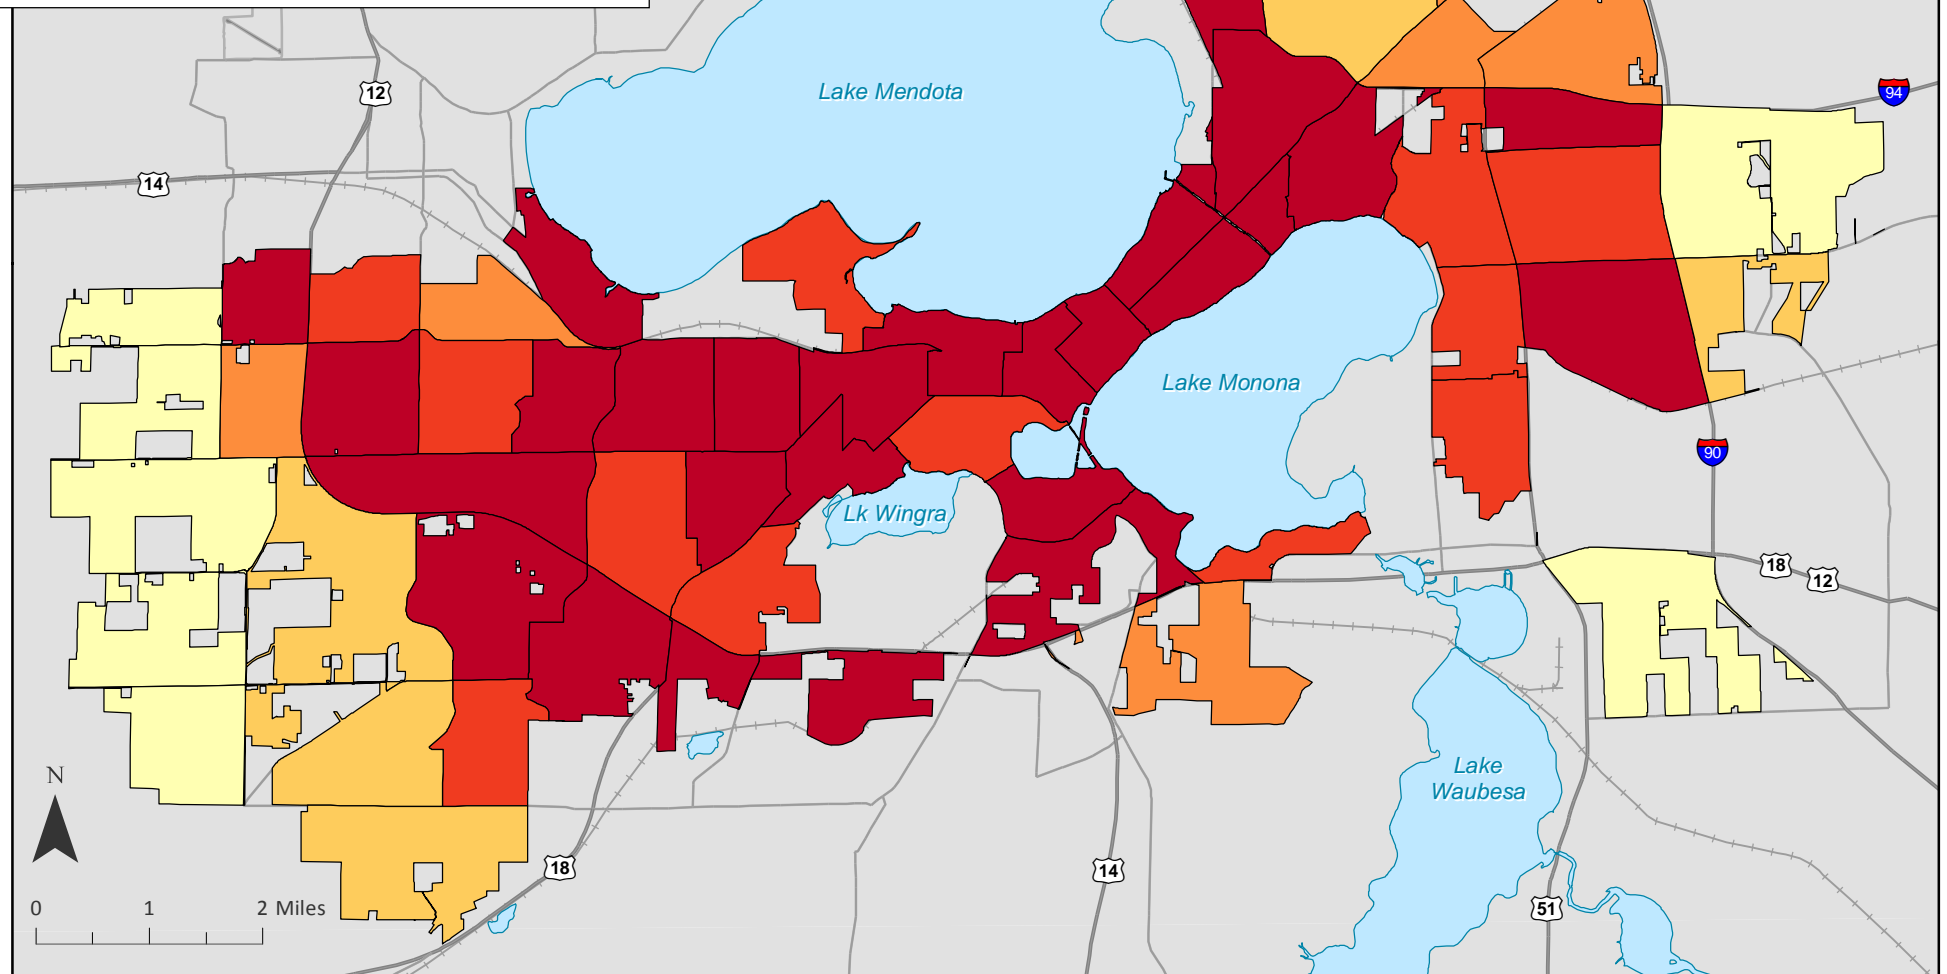 Lake Mendota
94
12
14
Lake Monona
90
Lk Wingra
18
12
Lake
Waubesa
N
18
14
0 1 2 Miles
51